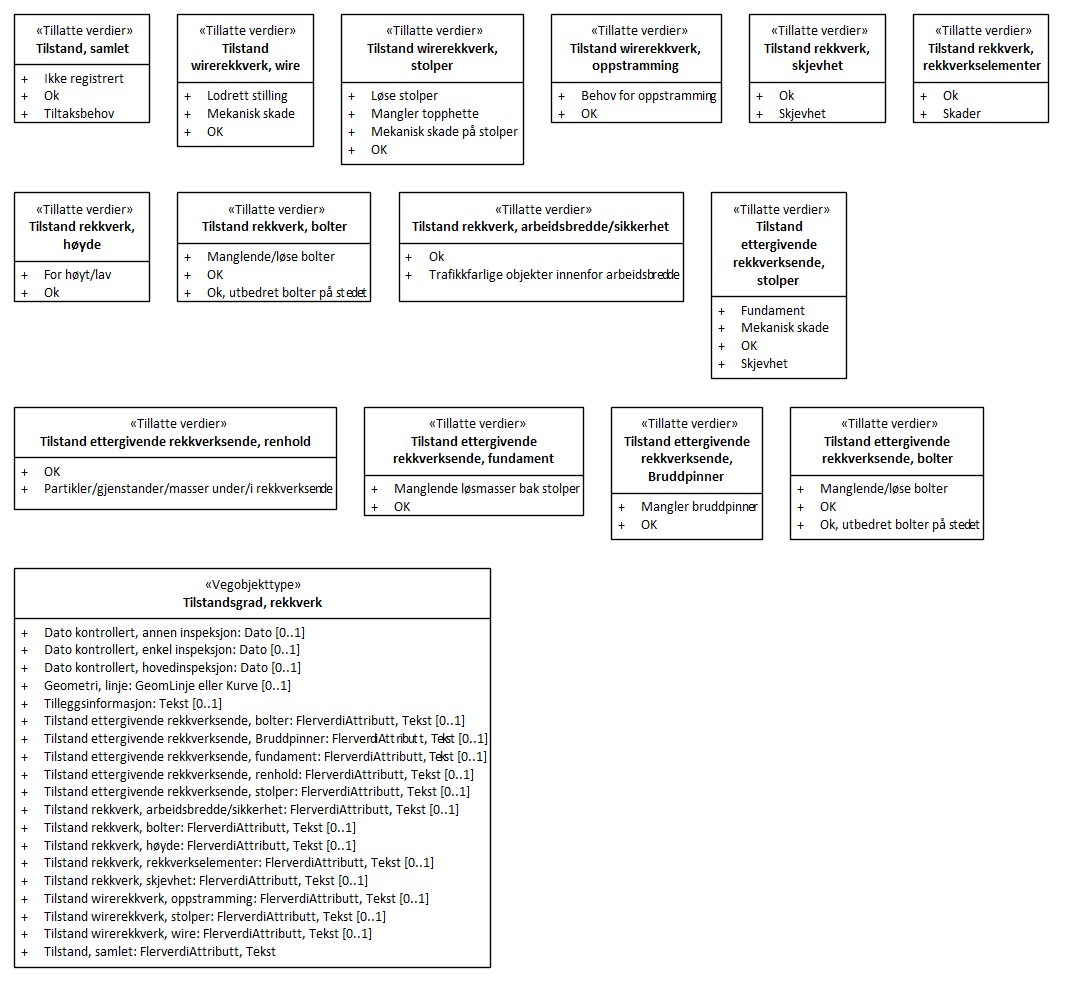 «Tillatte verdier»
Tilstand, samlet
+ Ikke registrert
+ Ok
+ Tiltaksbehov
«Tillatte verdier»
Tilstand
wirerekkverk, wire
+ Lodrett stilling
+ Mekanisk skade
+ OK
«Tillatte verdier»
Tilstand wirerekkverk,
stolper
+ Løse stolper
+ Mangler topphette
+ Mekanisk skade på stolper
+ OK
«Tillatte verdier»
Tilstand wirerekkverk,
oppstramming
+ Behov for oppstramming
+ OK
«Tillatte verdier»
Tilstand rekkverk,
skjevhet
+ Ok
+ Skjevhet
«Tillatte verdier»
Tilstand rekkverk,
rekkverkselementer
+ Ok
+ Skader
«Tillatte verdier»
Tilstand rekkverk,
høyde
+ For høyt/lav
+ Ok
«Tillatte verdier»
Tilstand rekkverk, bolter
+ Manglende/løse bolter
+ OK
+ Ok, utbedret bolter på stedet
«Tillatte verdier»
Tilstand rekkverk, arbeidsbredde/sikkerhet
+ Ok
+ Trafikkfarlige objekter innenfor arbeidsbredde
«Tillatte verdier»
Tilstand
ettergivende
rekkverksende,
stolper
+ Fundament
+ Mekanisk skade
+ OK
+ Skjevhet
«Tillatte verdier»
Tilstand ettergivende rekkverksende, renhold
+ OK
+ Partikler/gjenstander/masser under/i rekkverksende
«Tillatte verdier»
Tilstand ettergivende
rekkverksende, fundament
+ Manglende løsmasser bak stolper
+ OK
«Tillatte verdier»
Tilstand ettergivende
rekkverksende,
Bruddpinner
+ Mangler bruddpinner
+ OK
«Tillatte verdier»
Tilstand ettergivende
rekkverksende, bolter
+ Manglende/løse bolter
+ OK
+ Ok, utbedret bolter på stedet
«Vegobjekttype»
Tilstandsgrad, rekkverk
+ Dato kontrollert, annen inspeksjon: Dato [0..1]
+ Dato kontrollert, enkel inspeksjon: Dato [0..1]
+ Dato kontrollert, hovedinspeksjon: Dato [0..1]
+ Geometri, linje: GeomLinje eller Kurve [0..1]
+ Tilleggsinformasjon: Tekst [0..1]
+ Tilstand ettergivende rekkverksende, bolter: FlerverdiAttributt, Tekst [0..1]
+ Tilstand ettergivende rekkverksende, Bruddpinner: FlerverdiAttributt, Tekst [0..1]
+ Tilstand ettergivende rekkverksende, fundament: FlerverdiAttributt, Tekst [0..1]
+ Tilstand ettergivende rekkverksende, renhold: FlerverdiAttributt, Tekst [0..1]
+ Tilstand ettergivende rekkverksende, stolper: FlerverdiAttributt, Tekst [0..1]
+ Tilstand rekkverk, arbeidsbredde/sikkerhet: FlerverdiAttributt, Tekst [0..1]
+ Tilstand rekkverk, bolter: FlerverdiAttributt, Tekst [0..1]
+ Tilstand rekkverk, høyde: FlerverdiAttributt, Tekst [0..1]
+ Tilstand rekkverk, rekkverkselementer: FlerverdiAttributt, Tekst [0..1]
+ Tilstand rekkverk, skjevhet: FlerverdiAttributt, Tekst [0..1]
+ Tilstand wirerekkverk, oppstramming: FlerverdiAttributt, Tekst [0..1]
+ Tilstand wirerekkverk, stolper: FlerverdiAttributt, Tekst [0..1]
+ Tilstand wirerekkverk, wire: FlerverdiAttributt, Tekst [0..1]
+ Tilstand, samlet: FlerverdiAttributt, Tekst